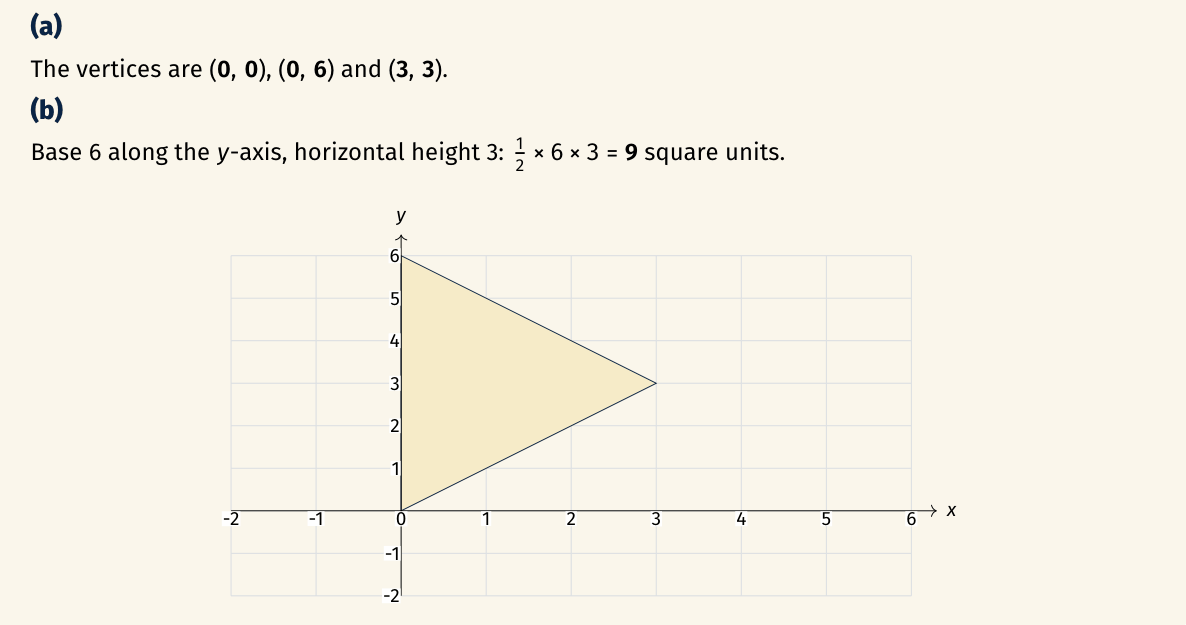 (a)
The vertices are (0, 0), (0, 6) and (3, 3).
(b)
Base 6 along the y-axis, horizontal height 3: 1/2 × 6 × 3 = 9 square units.
y
6
5
4
3
2
1
-2 -1 0 1 2 3 4 5 6 x
-1
-2